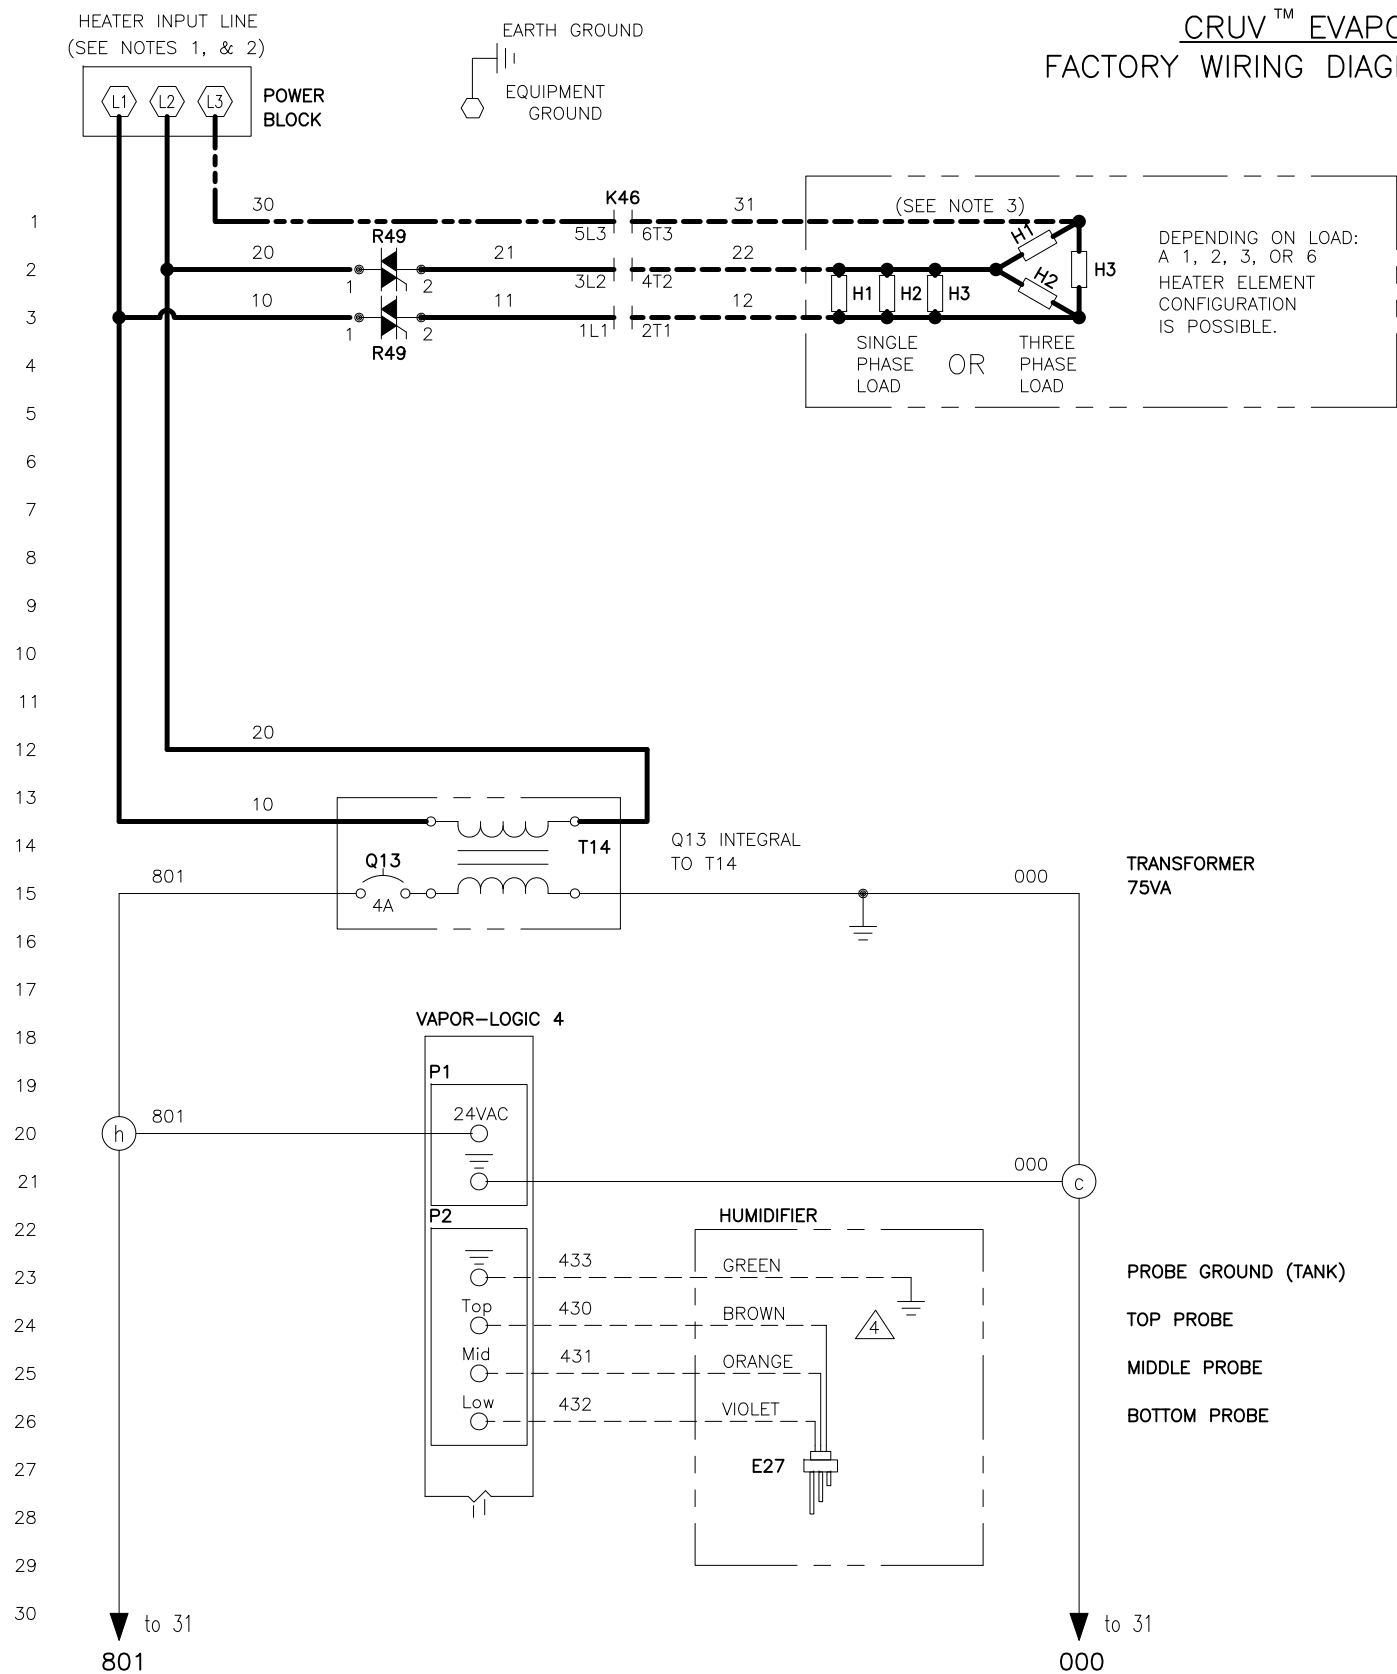 HEATER INPUT LINE
(SEE NOTES 1, & 2)
L1 L2 L3
POWER
BLOCK
EARTH GROUND
EQUIPMENT
GROUND
CRUV™ EVAPO
FACTORY WIRING DIAG
1
30
K46
31
(SEE NOTE 3)
5L3 6T3
R49
2
20
21
22
1 2
3L2 4T2
3
10
11
12
1 2
1L1 2T1
R49
H1 H2 H3
H1
H2
H3
DEPENDING ON LOAD:
A 1, 2, 3, OR 6
HEATER ELEMENT
CONFIGURATION
IS POSSIBLE.
SINGLE
PHASE
LOAD
OR
THREE
PHASE
LOAD
4
5
6
7
8
9
10
11
12
20
13
10
14
T14
Q13 INTEGRAL
TO T14
Q13
4A
15
801
000
TRANSFORMER
75VA
16
17
18
VAPOR-LOGIC 4
19
P1
20
h
801
24VAC
21
000
c
22
P2
HUMIDIFIER
23
433
GREEN
PROBE GROUND (TANK)
24
Top
430
BROWN
4
TOP PROBE
25
Mid
431
ORANGE
MIDDLE PROBE
26
Low
432
VIOLET
BOTTOM PROBE
27
E27
28
29
30
to 31
to 31
801
000